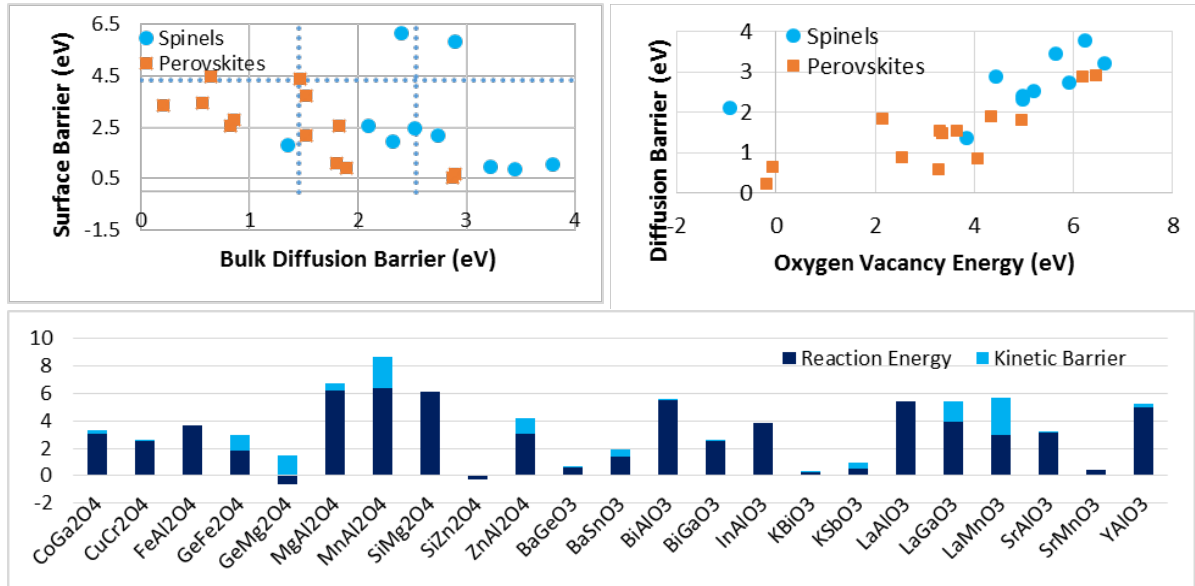 Surface Barrier (eV)
6.5
4.5
2.5
0.5
-1.5
Spinels
Perovskites
0 1 2 3 4
Bulk Diffusion Barrier (eV)
Diffusion Barrier (eV)
4
3
2
1
0
Spinels
Perovskites
-2 0 2 4 6 8
Oxygen Vacancy Energy (eV)
10
8
6
4
2
0
-2
Reaction Energy Kinetic Barrier
CoGa2O4
CuCr2O4
FeAl2O4
GeFe2O4
GeMg2O4
MgAl2O4
MnAl2O4
SiMg2O4
SiZn2O4
ZnAl2O4
BaGeO3
BaSnO3
BiAlO3
BiGaO3
InAlO3
KBiO3
KSbO3
LaAlO3
LaGaO3
LaMnO3
SrAlO3
SrMnO3
YAlO3